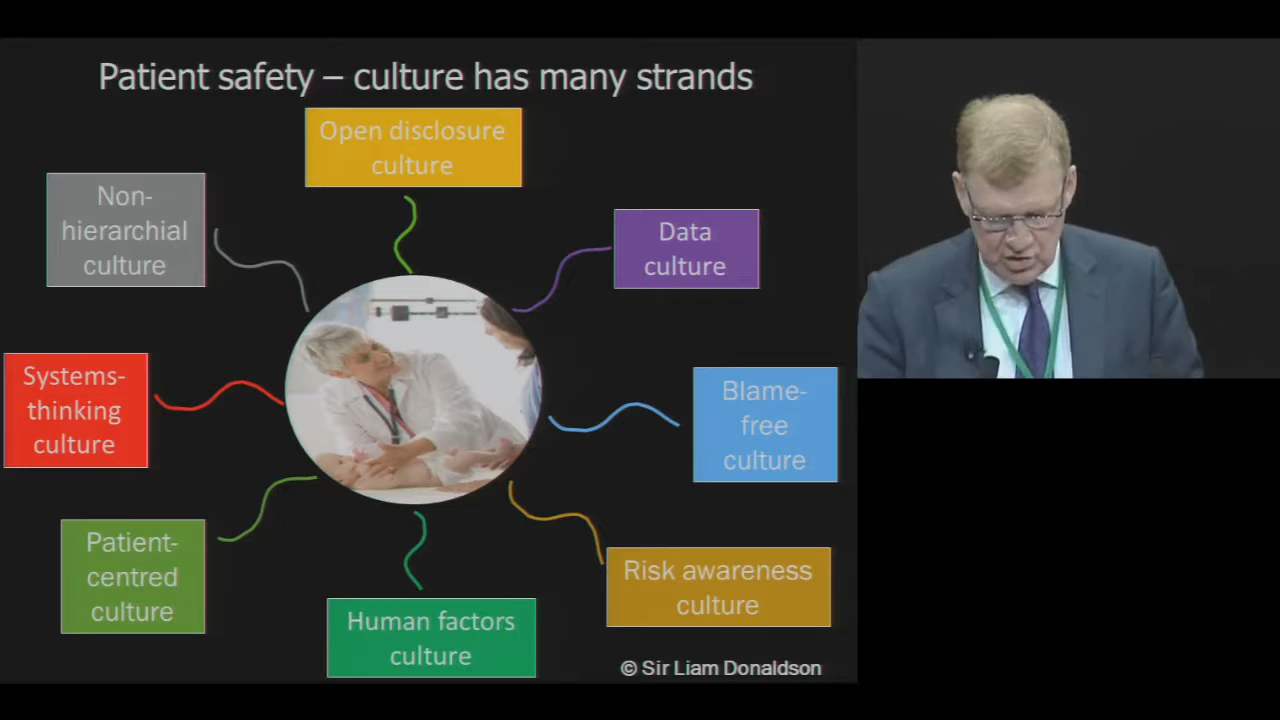 Patient safety – culture has many strands
Open disclosure
culture
Non-
hierarchial
culture
Data
culture
Systems-
thinking
culture
Blame-
free
culture
Patient-
centred
culture
Risk awareness
culture
Human factors
culture
© Sir Liam Donaldson